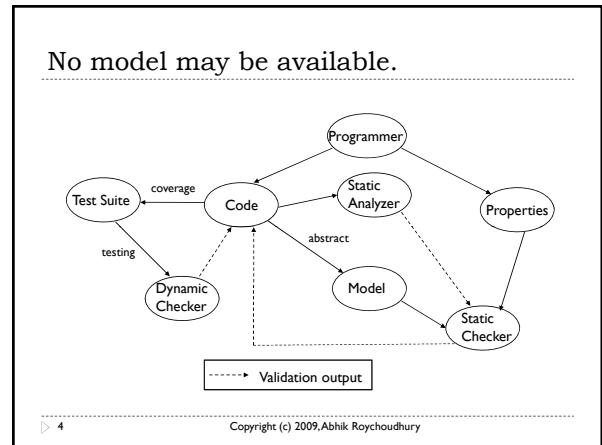 No model may be available.
Programmer
Test Suite
coverage
Code
Static
Analyzer
Properties
testing
abstract
Dynamic
Checker
Model
Static
Checker
Validation output
4
Copyright (c) 2009,Abhik Roychoudhury